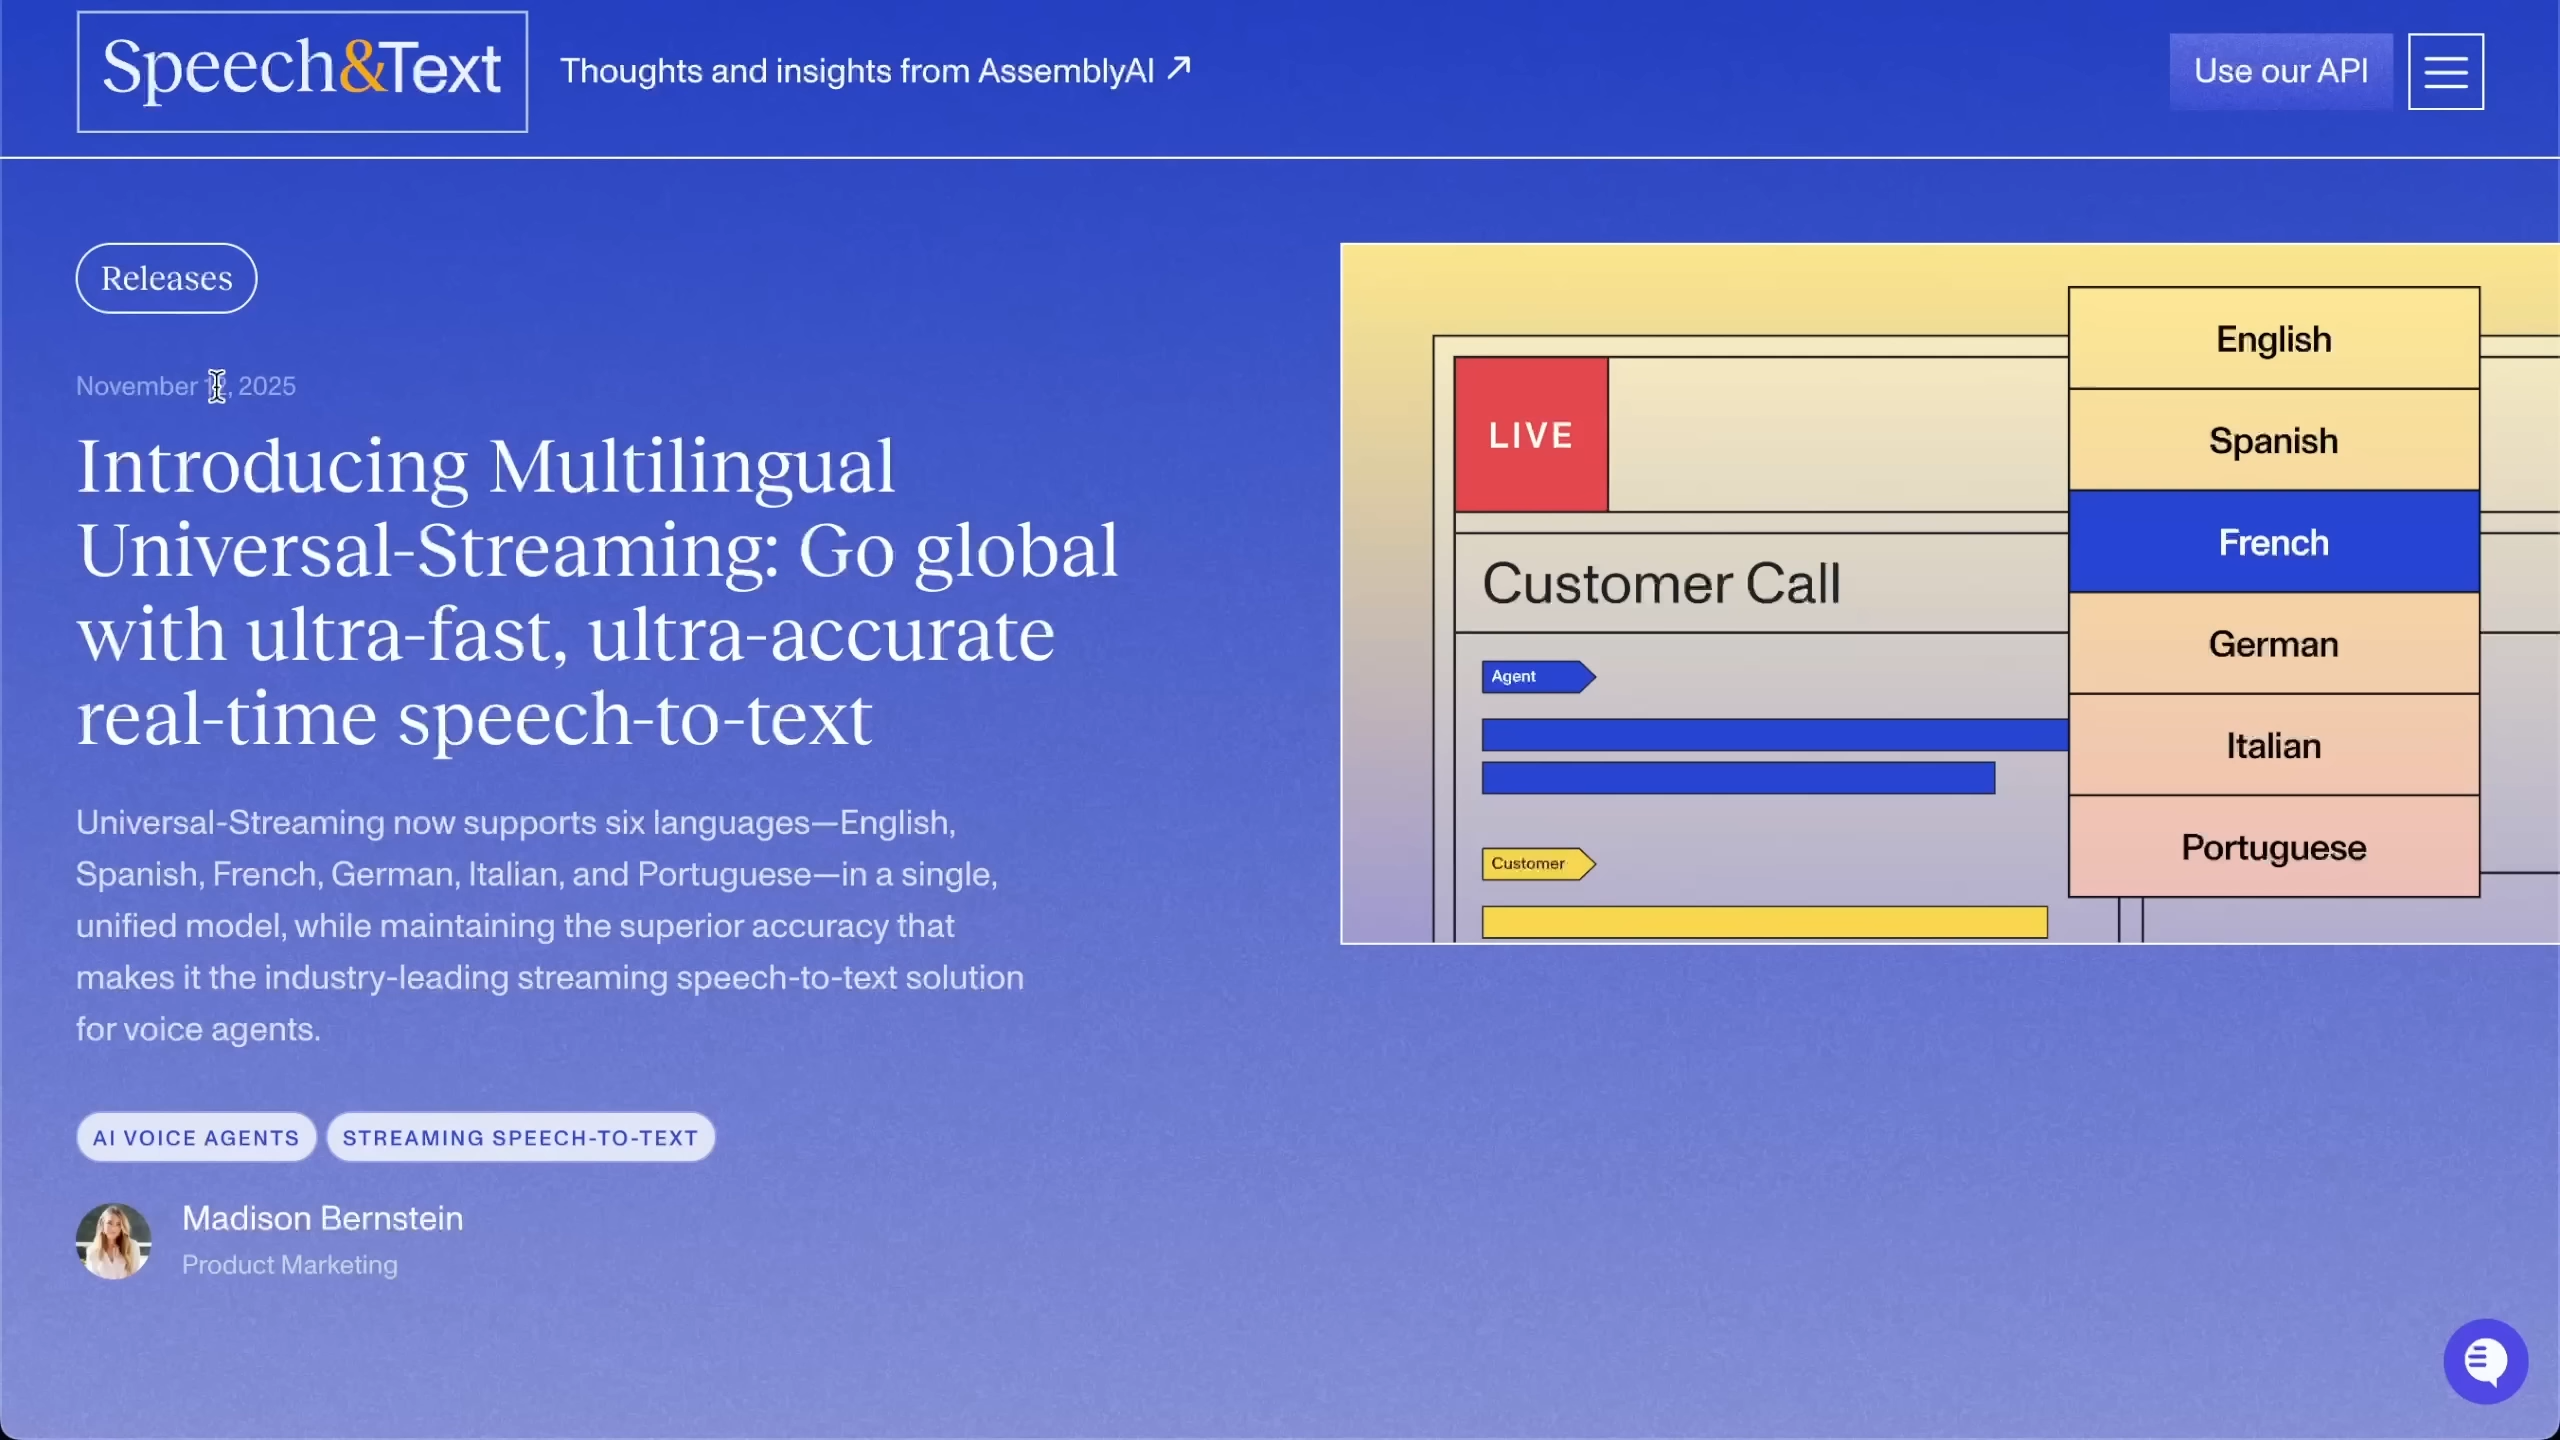 Speech&Text
Thoughts and insights from AssemblyAI ↗
Use our API
Releases
November 12, 2025
Introducing Multilingual
Universal-Streaming: Go global
with ultra-fast, ultra-accurate
real-time speech-to-text
Universal-Streaming now supports six languages—English,
Spanish, French, German, Italian, and Portuguese—in a single,
unified model, while maintaining the superior accuracy that
makes it the industry-leading streaming speech-to-text solution
for voice agents.
AI VOICE AGENTS
STREAMING SPEECH-TO-TEXT
Madison Bernstein
Product Marketing
LIVE
Customer Call
Agent
Customer
English
Spanish
French
German
Italian
Portuguese